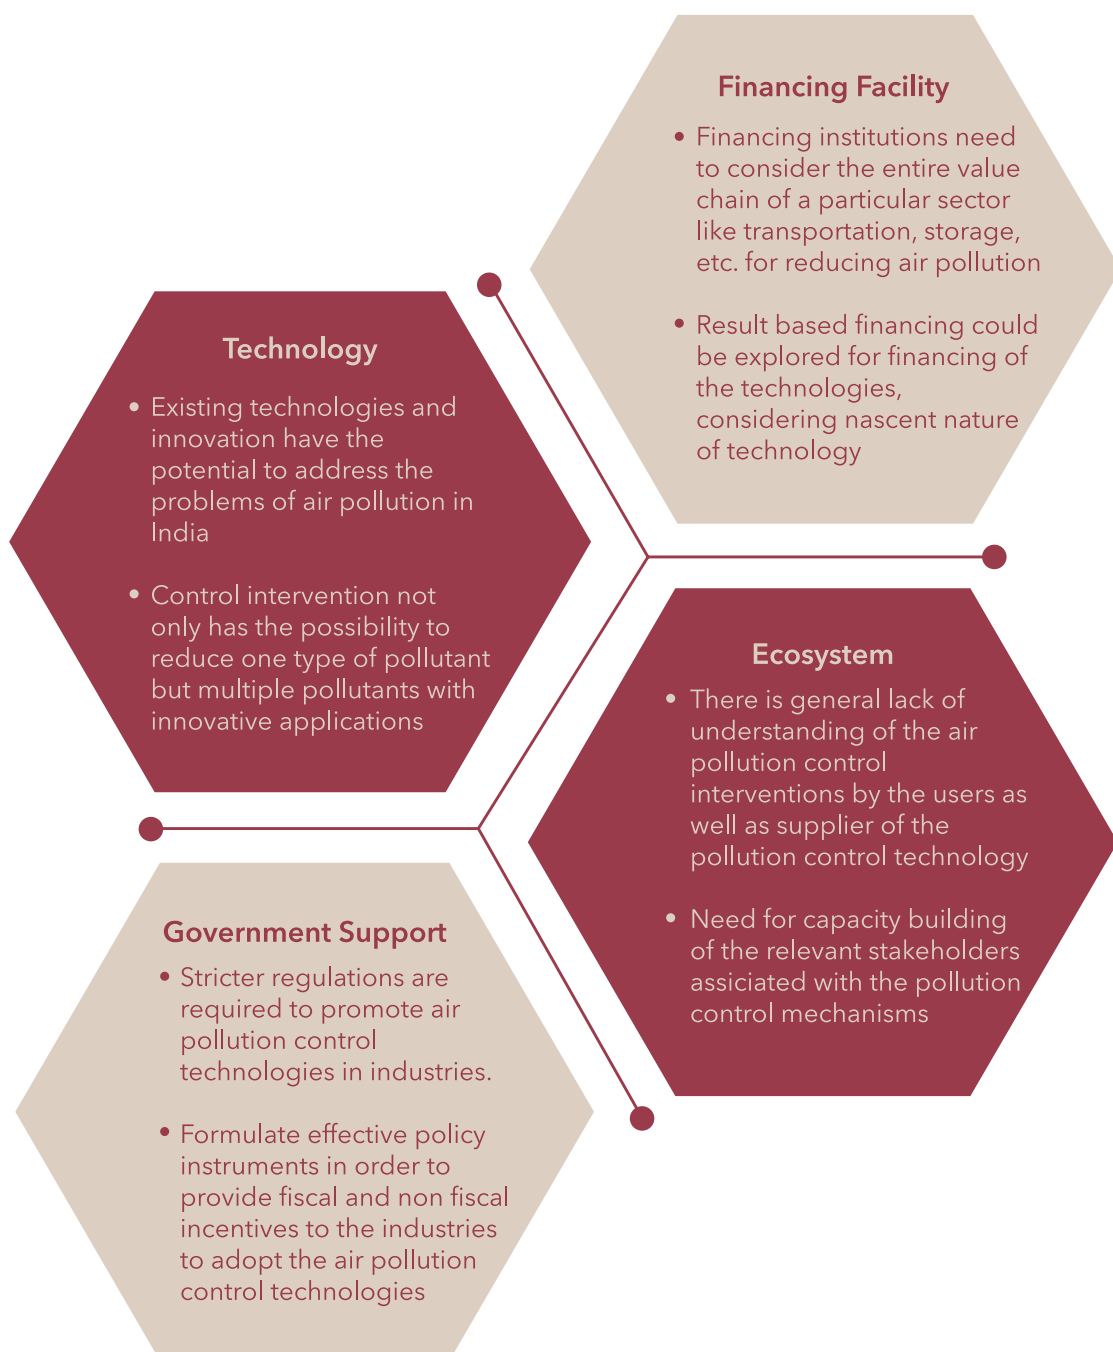 Financing Facility
• Financing institutions need
to consider the entire value
chain of a particular sector
like transportation, storage,
etc. for reducing air pollution
• Result based financing could
be explored for financing of
the technologies,
considering nascent nature
of technology
Technology
• Existing technologies and
innovation have the
potential to address the
problems of air pollution in
India
• Control intervention not
only has the possibility to
reduce one type of pollutant
but multiple pollutants with
innovative applications
Ecosystem
• There is general lack of
understanding of the air
pollution control
interventions by the users as
well as supplier of the
pollution control technology
• Need for capacity building
of the relevant stakeholders
assiciated with the pollution
control mechanisms
Government Support
• Stricter regulations are
required to promote air
pollution control
technologies in industries.
• Formulate effective policy
instruments in order to
provide fiscal and non fiscal
incentives to the industries
to adopt the air pollution
control technologies